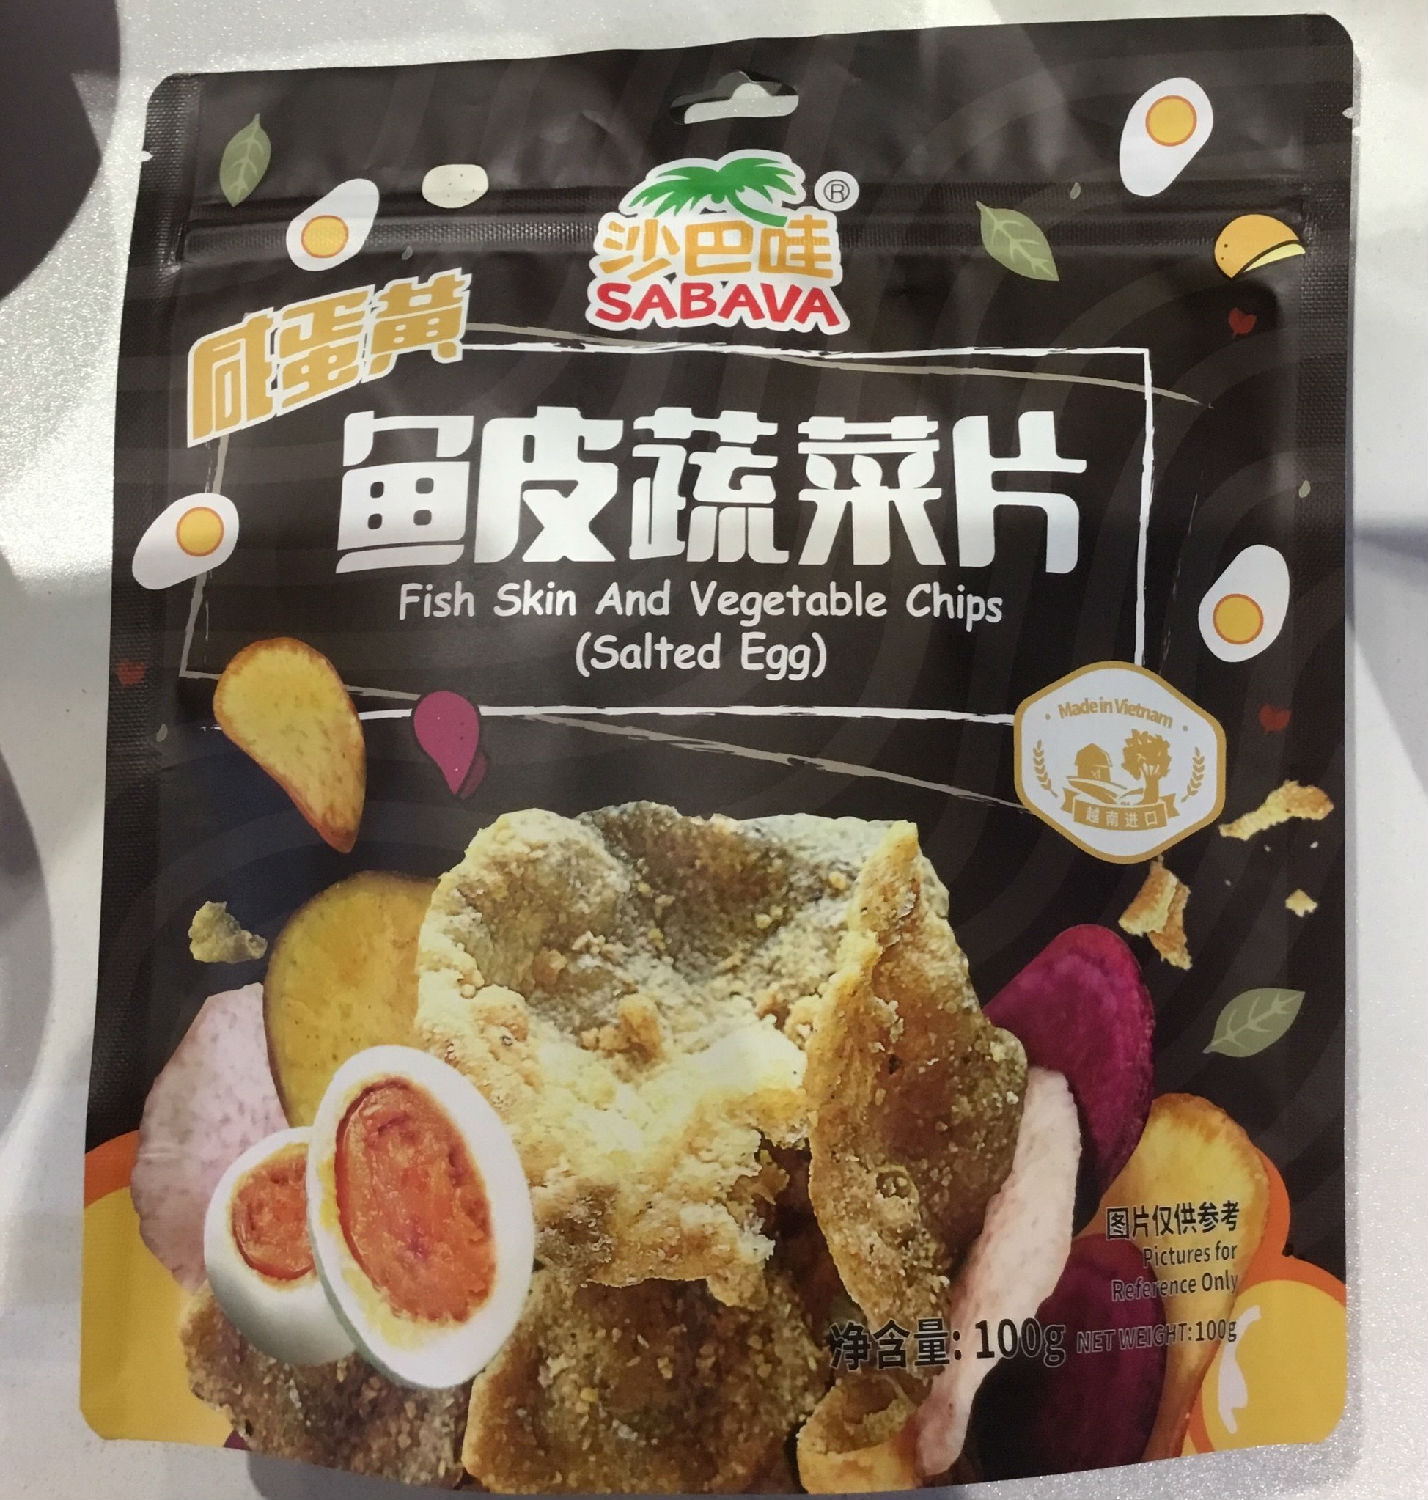 ®
沙巴哇
SABAVA
咸蛋黄
鱼皮蔬菜片
Fish Skin And Vegetable Chips
(Salted Egg)
Made in Vietnam
越南进口
图片仅供参考
Pictures for
Reference Only
净含量: 100g NET WEIGHT:100g